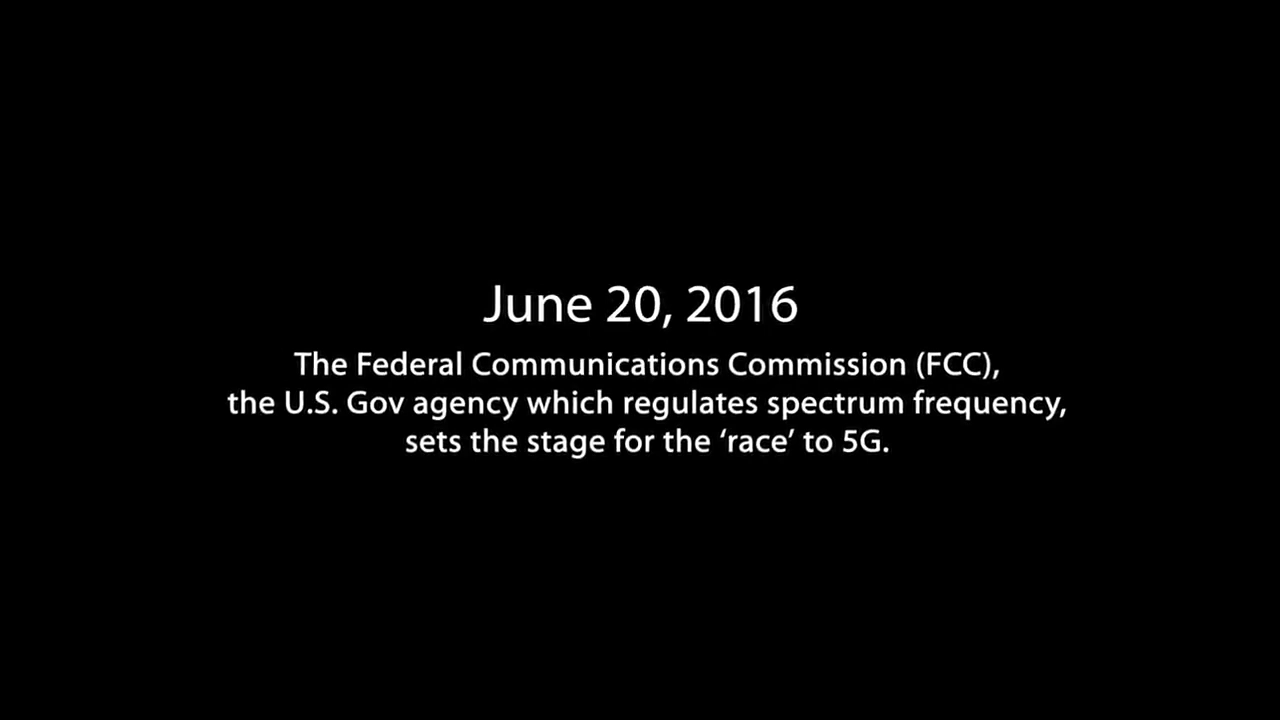 June 20, 2016
The Federal Communications Commission (FCC),
the U.S. Gov agency which regulates spectrum frequency,
sets the stage for the ‘race’ to 5G.